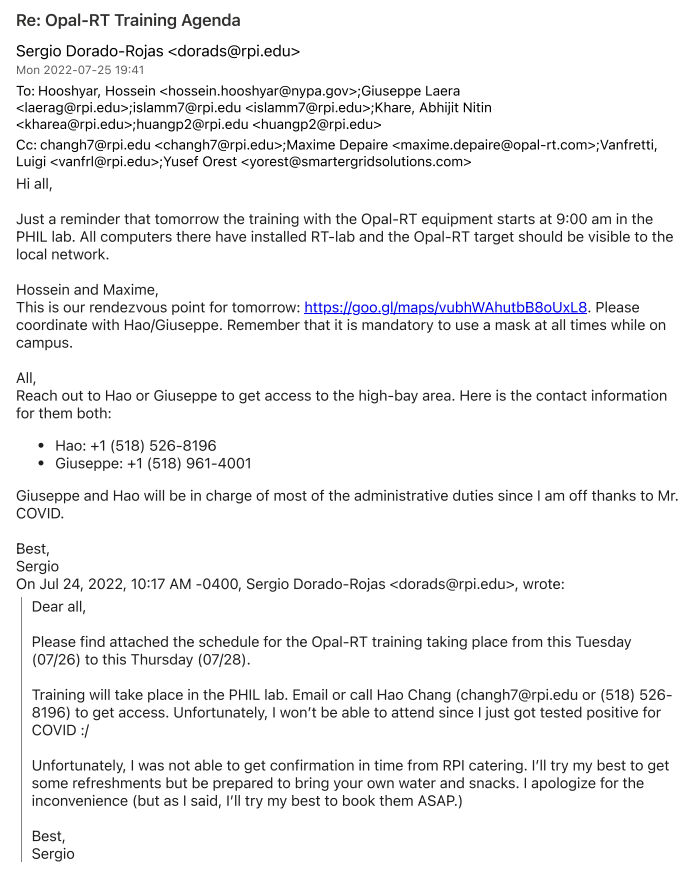 Re: Opal-RT Training Agenda
Sergio Dorado-Rojas <dorads@rpi.edu>
Mon 2022-07-25 19:41
To: Hooshyar, Hossein <hossein.hooshyar@nypa.gov>;Giuseppe Laera
<laerag@rpi.edu>;islamm7@rpi.edu <islamm7@rpi.edu>;Khare, Abhijit Nitin
<kharea@rpi.edu>;huangp2@rpi.edu <huangp2@rpi.edu>
Cc: changh7@rpi.edu <changh7@rpi.edu>;Maxime Depaire <maxime.depaire@opal-rt.com>;Vanfretti,
Luigi <vanfrl@rpi.edu>;Yusef Orest <yorest@smartergridsolutions.com>
Hi all,
Just a reminder that tomorrow the training with the Opal-RT equipment starts at 9:00 am in the
PHIL lab. All computers there have installed RT-lab and the Opal-RT target should be visible to the
local network.
Hossein and Maxime,
This is our rendezvous point for tomorrow: https://goo.gl/maps/vubhWAhutbB8oUxL8. Please
coordinate with Hao/Giuseppe. Remember that it is mandatory to use a mask at all times while on
campus.
All,
Reach out to Hao or Giuseppe to get access to the high-bay area. Here is the contact information
for them both:
• Hao: +1 (518) 526-8196
• Giuseppe: +1 (518) 961-4001
Giuseppe and Hao will be in charge of most of the administrative duties since I am off thanks to Mr.
COVID.
Best,
Sergio
On Jul 24, 2022, 10:17 AM -0400, Sergio Dorado-Rojas <dorads@rpi.edu>, wrote:
Dear all,
Please find attached the schedule for the Opal-RT training taking place from this Tuesday
(07/26) to this Thursday (07/28).
Training will take place in the PHIL lab. Email or call Hao Chang (changh7@rpi.edu or (518) 526-
8196) to get access. Unfortunately, I won't be able to attend since I just got tested positive for
COVID :/
Unfortunately, I was not able to get confirmation in time from RPI catering. I'll try my best to get
some refreshments but be prepared to bring your own water and snacks. I apologize for the
inconvenience (but as I said, I'll try my best to book them ASAP.)
Best,
Sergio